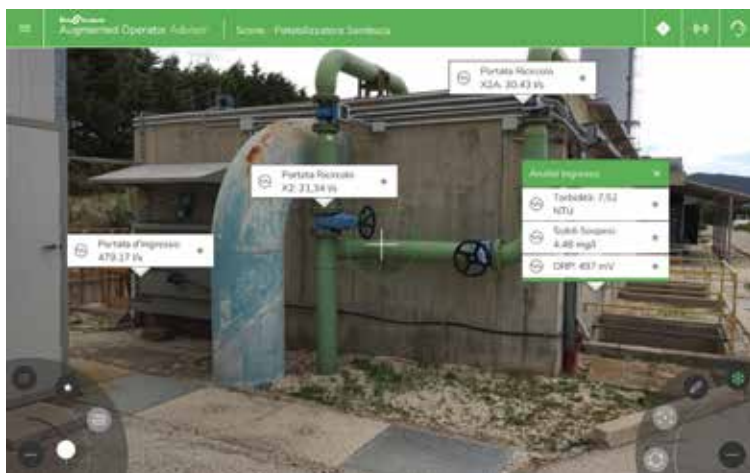 EcoStruxure
Augmented Operator Advisor
Scene - Potabilizzatore Sambuca
Portata Ricircolo
X2A: 30,43 l/s
Analisi Ingresso
Portata Ricircolo
X2: 21,34 l/s
Torbidità: 7,52
NTU
Solidi Sospesi:
4,48 mg/l
Portata d'Ingresso:
479,17 l/s
ORP: 497 mV